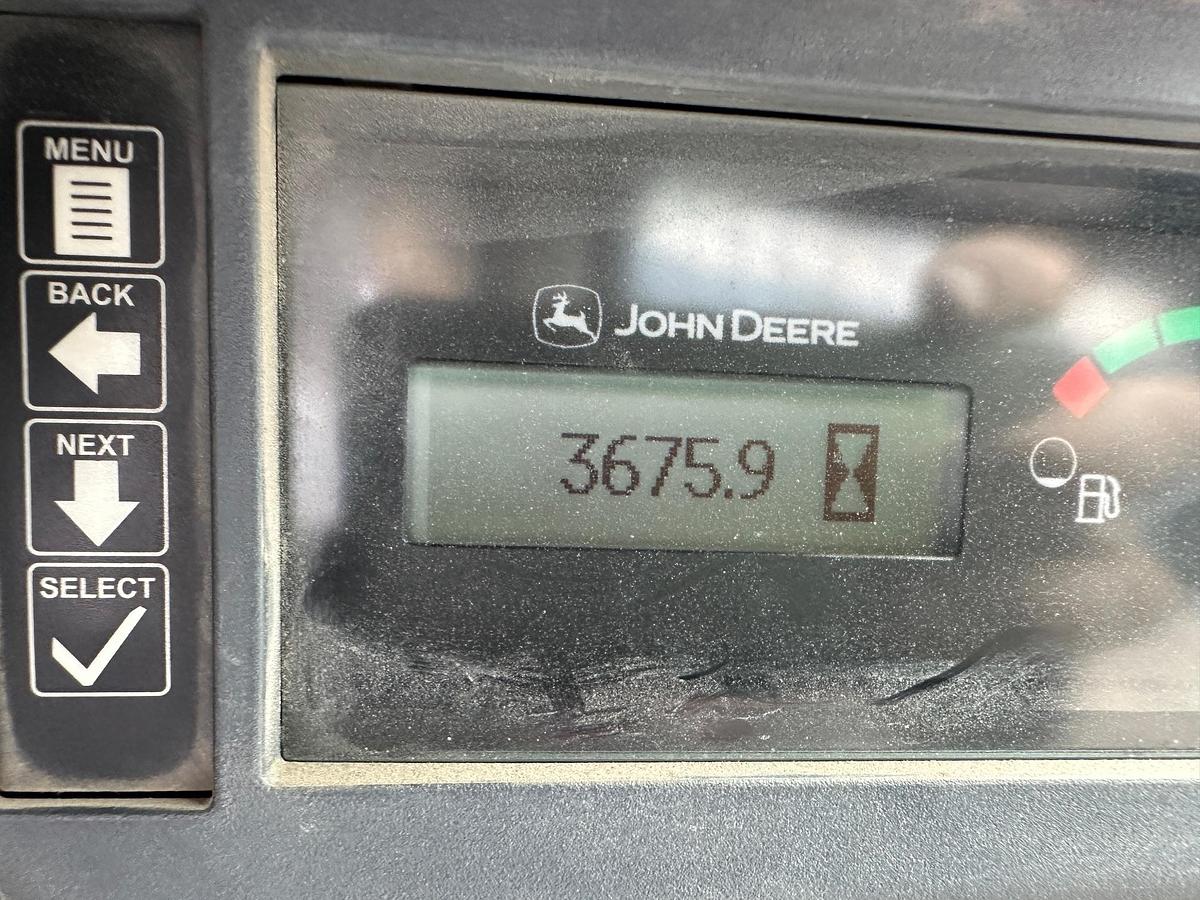 MENU
BACK
NEXT
SELECT
JOHN DEERE
3675.9